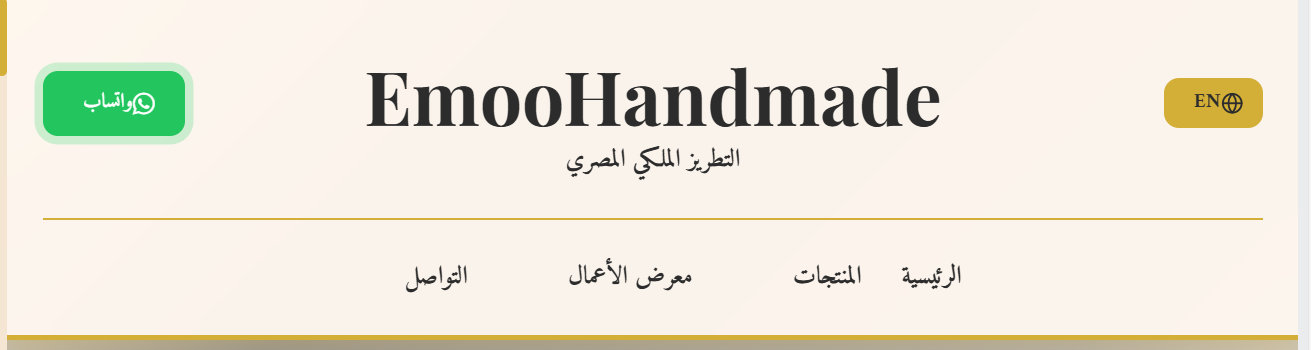 EN
EmooHandmade
واتساب
التطريز الملكي المصري
الرئيسية المنتجات معرض الأعمال التواصل